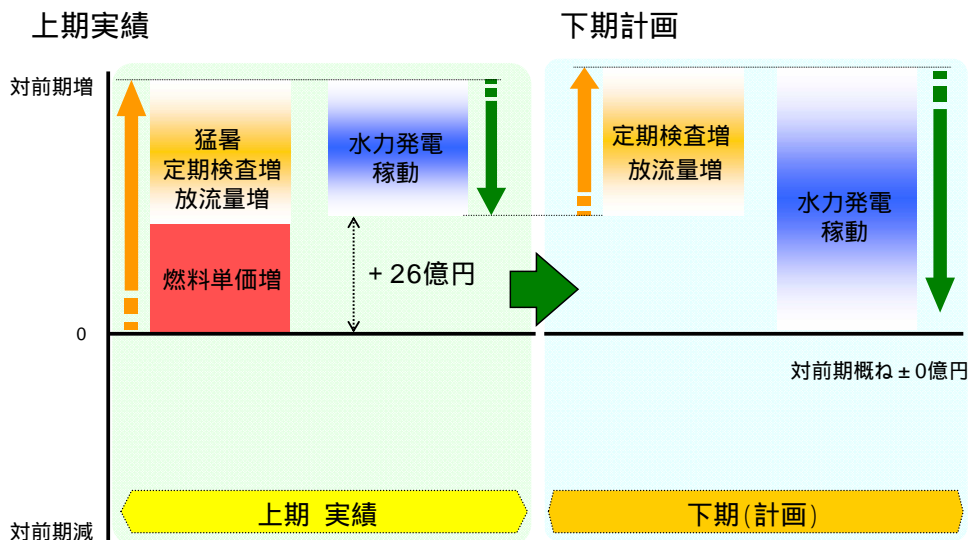 上期実績
下期計画
対前期増
猛暑
定期検査増
放流量増
水力発電
稼動
燃料単価増
+26億円
定期検査増
放流量増
水力発電
稼動
0
対前期概ね±0億円
上期 実績
下期(計画)
対前期減